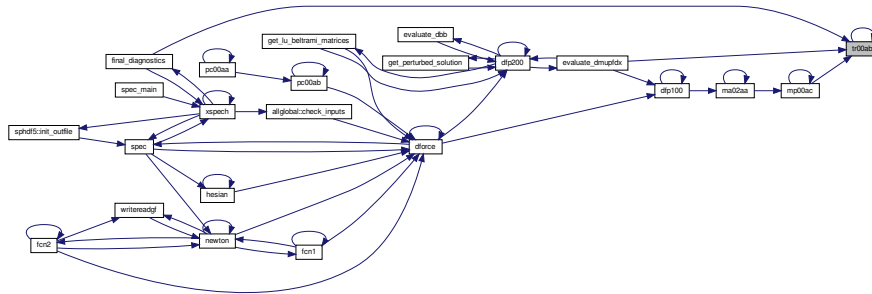 final_diagnostics
spec_main
sphdf5::init_outfile
spec
xspech
pc00aa
get_lu_beltrami_matrices
pc00ab
allglobal::check_inputs
hesian
writereadgf
fcn2
newton
fcn1
dforce
evaluate_dbb
get_perturbed_solution
dfp200
evaluate_dmupfdx
dfp100
ma02aa
mp00ac
tr00ab